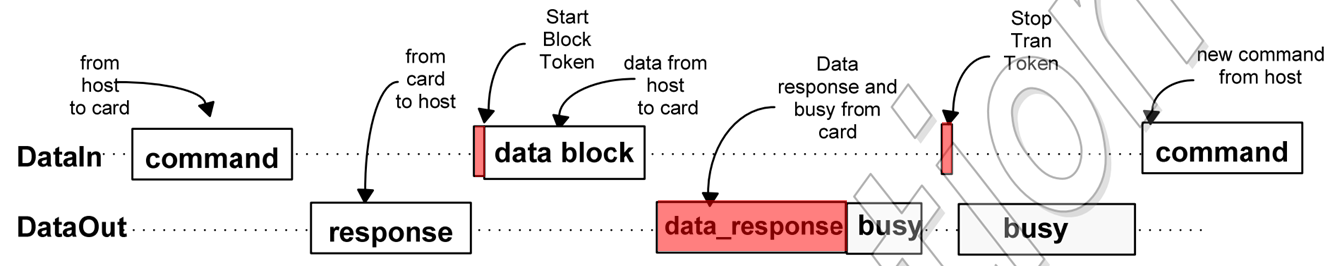 from
host
to card
from
card
to host
Start
Block
Token
data from
host
to card
Data
response and
busy from
card
Stop
Tran
Token
new command
from host
DataIn
command
data block
command
DataOut
response
data_response
busy
busy